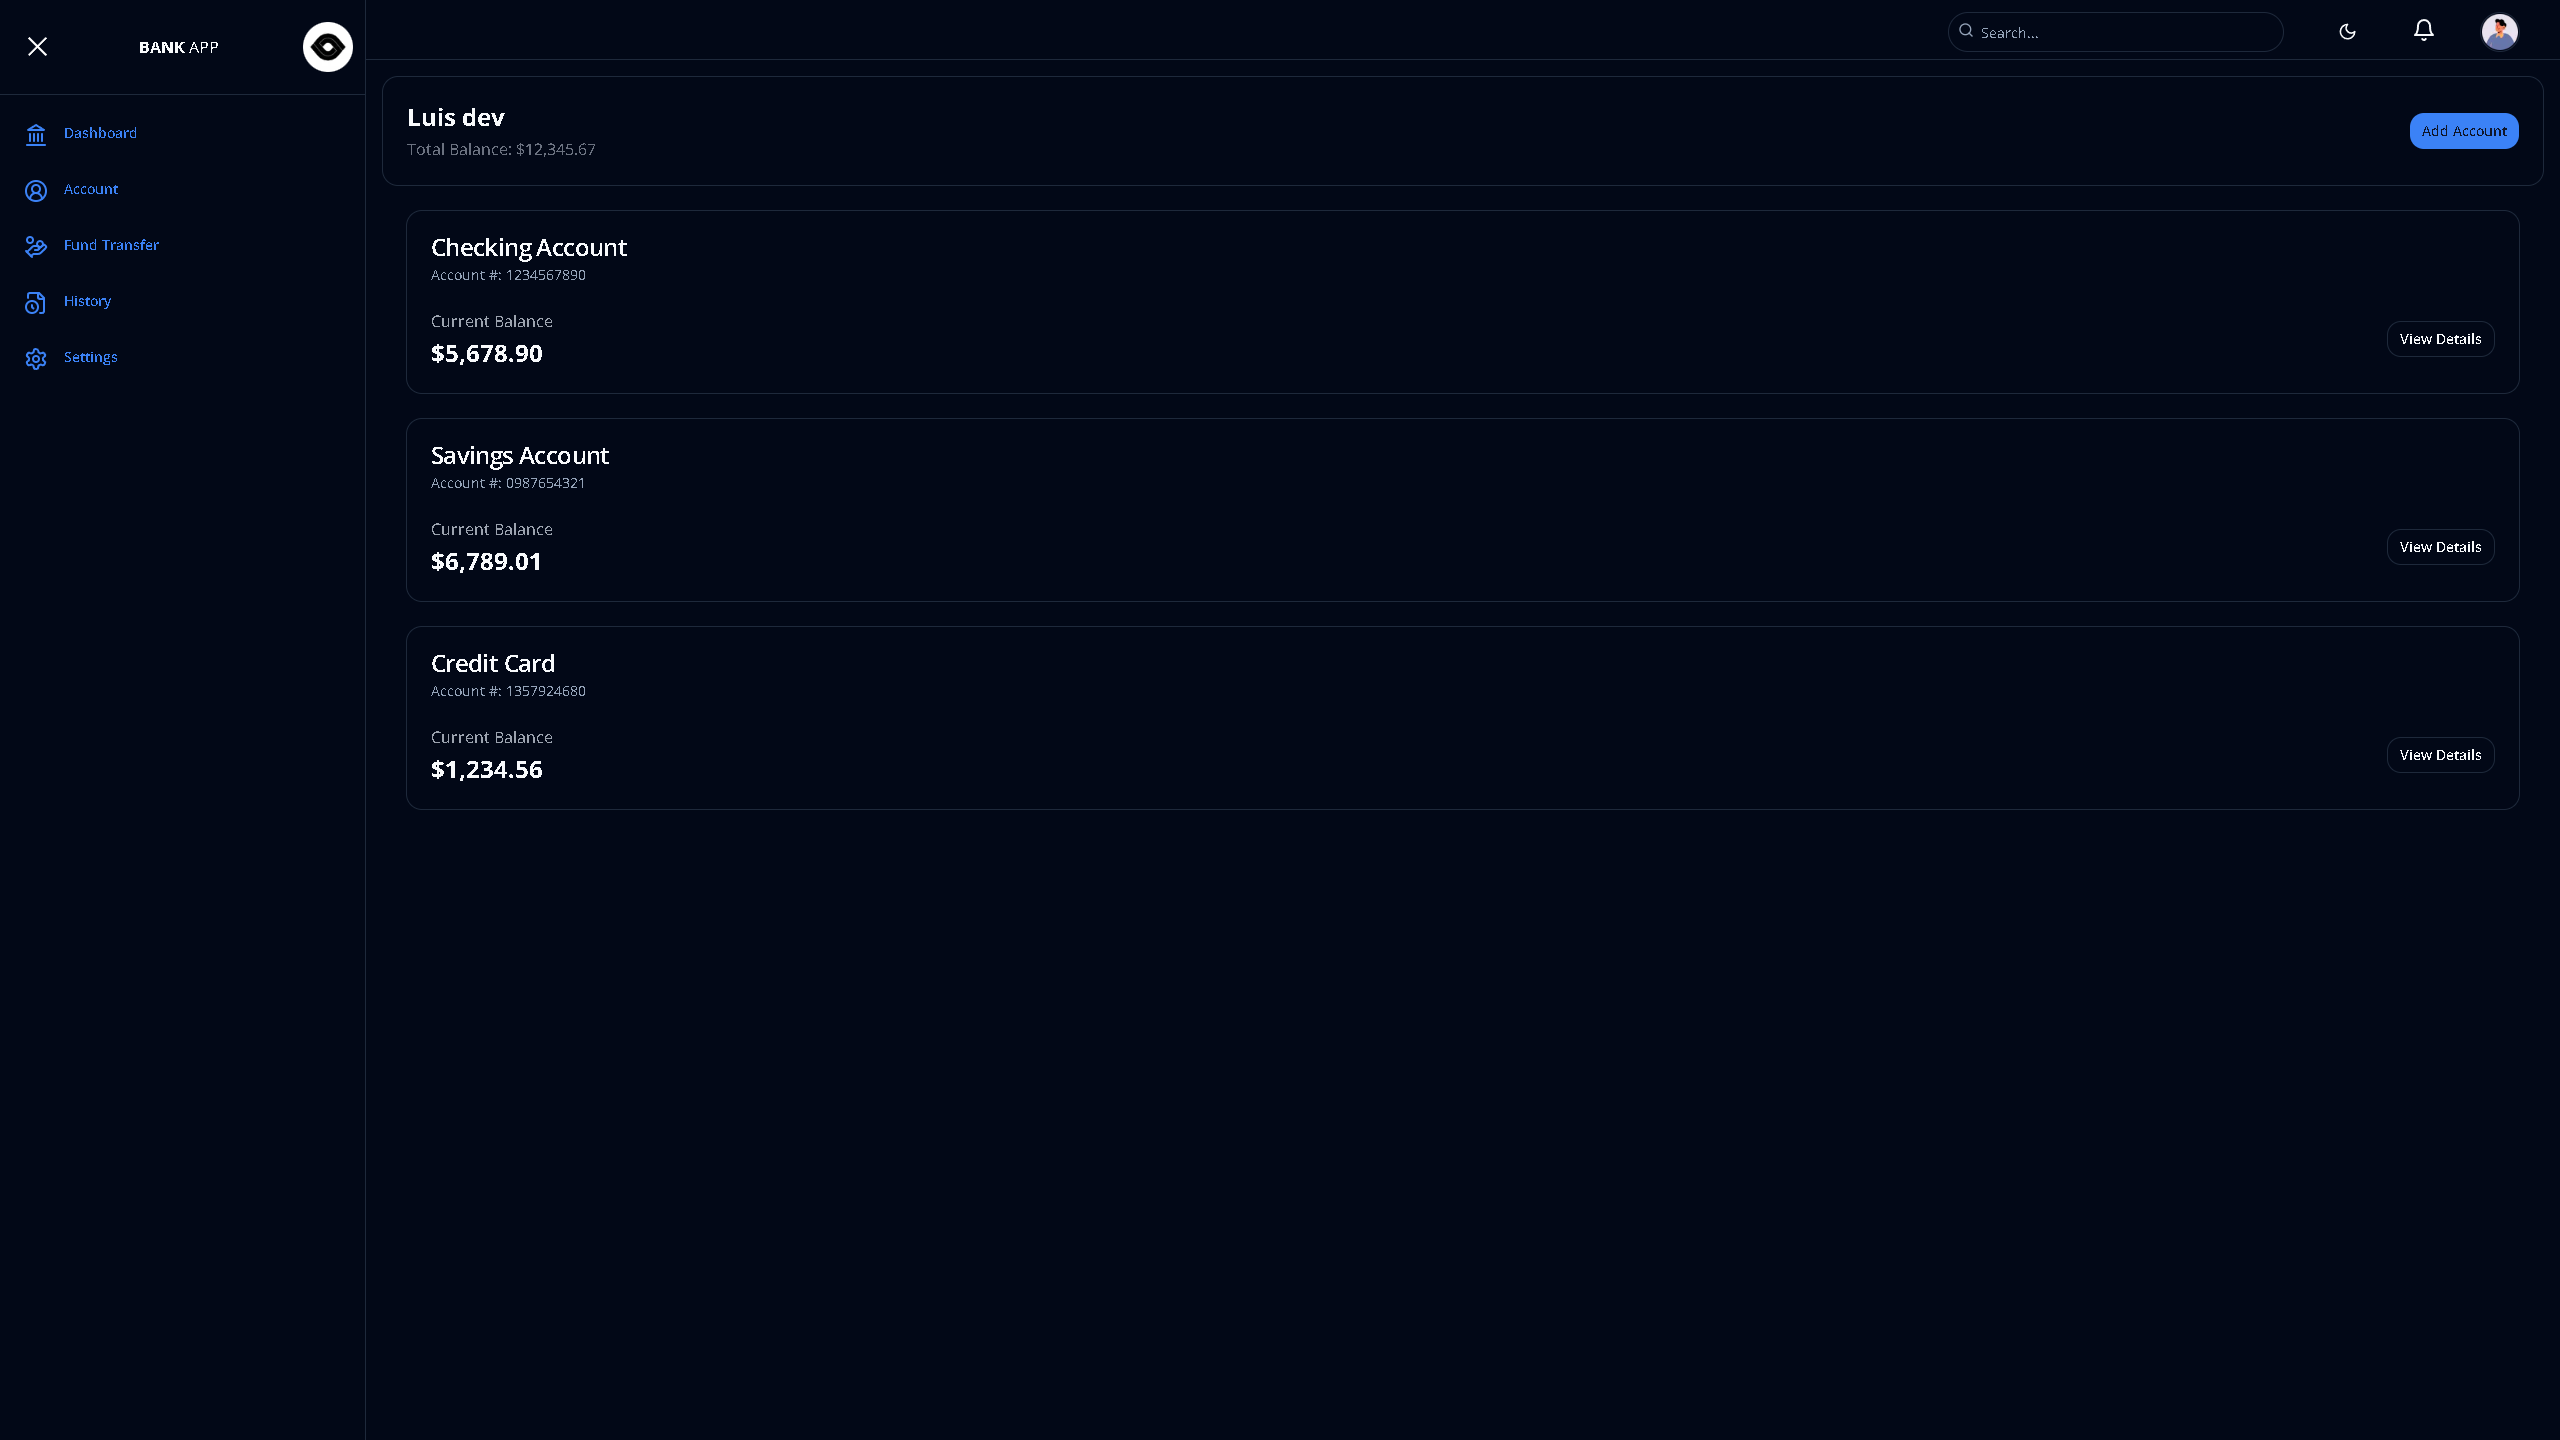 BANK APP
Search...
Dashboard
Account
Fund Transfer
History
Settings
Luis dev
Total Balance: $12,345.67
Add Account
Checking Account
Account #: 1234567890
Current Balance
$5,678.90
View Details
Savings Account
Account #: 0987654321
Current Balance
$6,789.01
View Details
Credit Card
Account #: 1357924680
Current Balance
$1,234.56
View Details